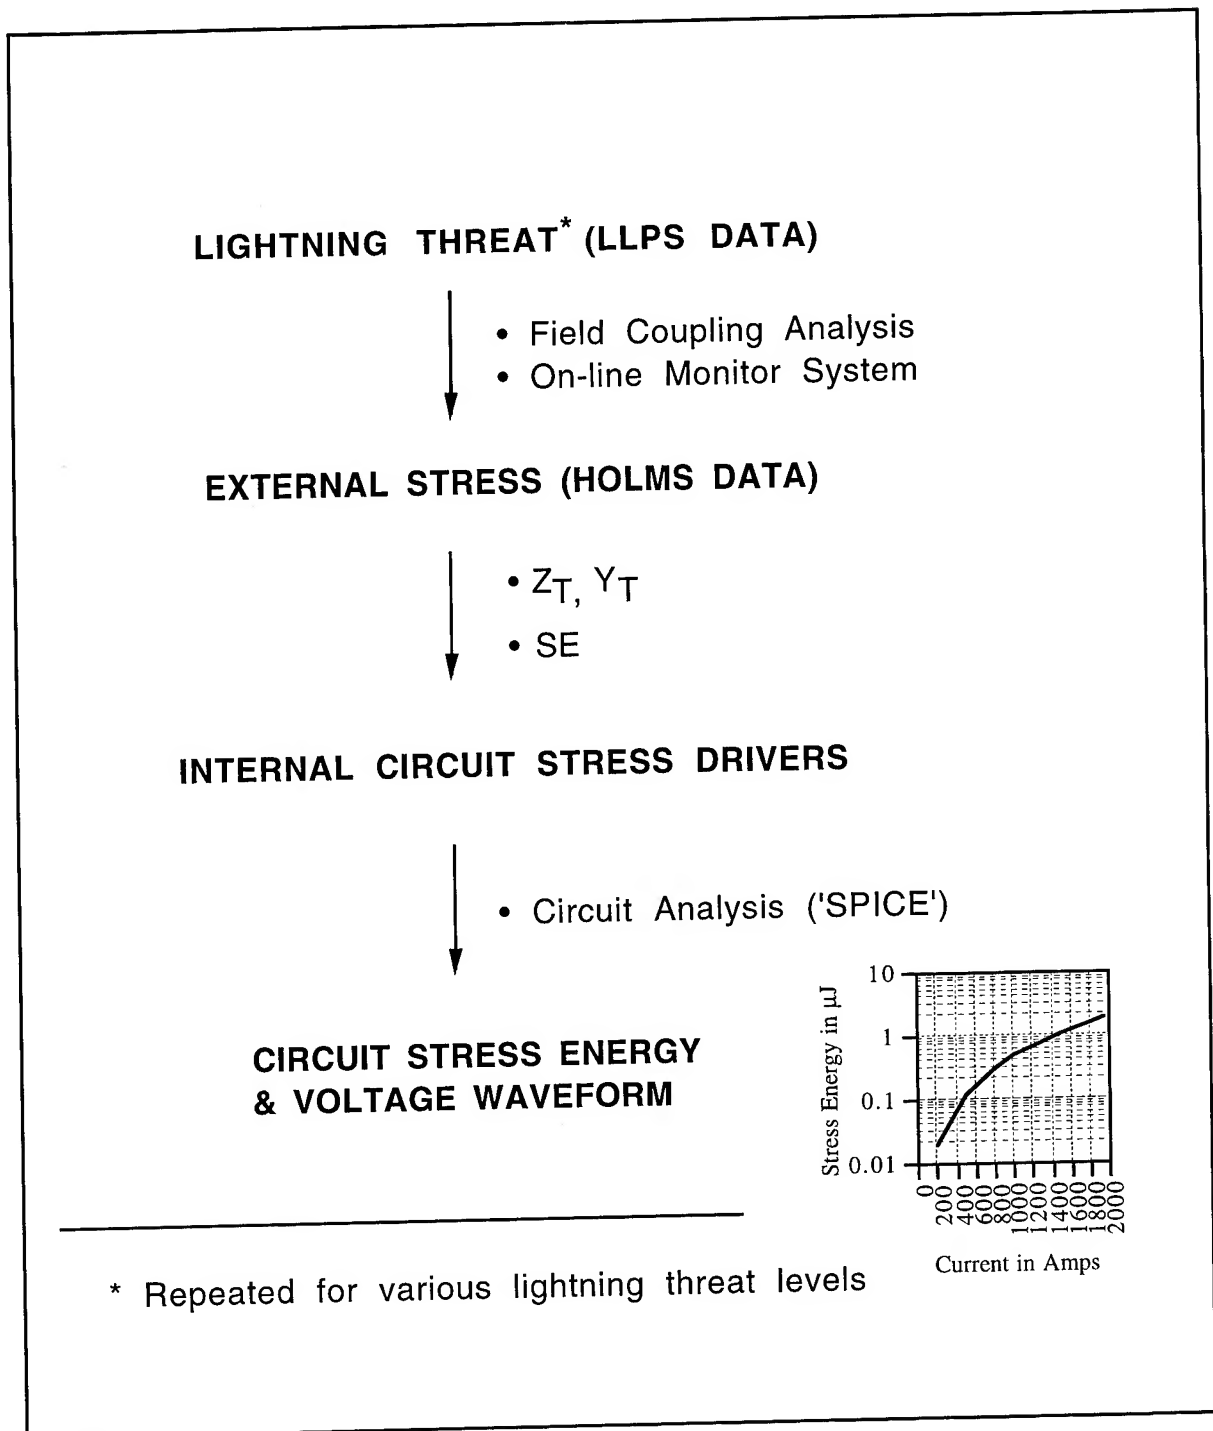 LIGHTNING THREAT* (LLPS DATA)
• Field Coupling Analysis
• On-line Monitor System
EXTERNAL STRESS (HOLMS DATA)
• ZT, YT
• SE
INTERNAL CIRCUIT STRESS DRIVERS
• Circuit Analysis ('SPICE')
CIRCUIT STRESS ENERGY
& VOLTAGE WAVEFORM
Stress Energy in µJ
10
1
0.1
0.01
0
200
400
600
800
1000
1200
1400
1600
1800
2000
Current in Amps
* Repeated for various lightning threat levels